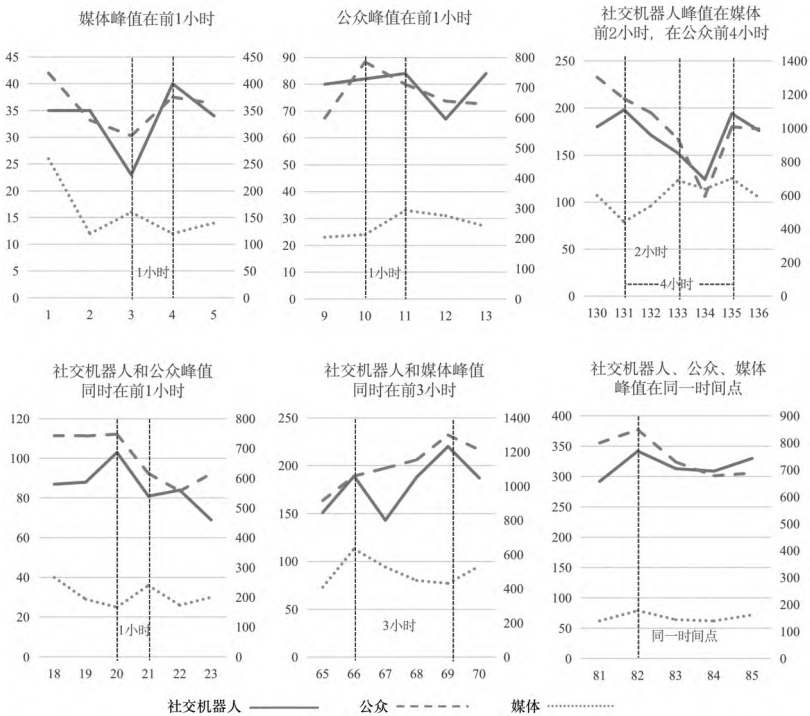 媒体峰值在前1小时
45 40 35 30 25 20 15 10 5 0
450 400 350 300 250 200 150 100 50 0
1小时
1 2 3 4 5
公众峰值在前1小时
90 80 70 60 50 40 30 20 10 0
800 700 600 500 400 300 200 100 0
1小时
9 10 11 12 13
社交机器人峰值在媒体
前2小时，在公众前4小时
250 200 150 100 50 0
1400 1200 1000 800 600 400 200 0
2小时
4小时
130 131 132 133 134 135 136
社交机器人和公众峰值
同时在前1小时
120 100 80 60 40 20 0
800 700 600 500 400 300 200 100 0
1小时
18 19 20 21 22 23
社交机器人和媒体峰值
同时在前3小时
250 200 150 100 50 0
1400 1200 1000 800 600 400 200 0
3小时
65 66 67 68 69 70
社交机器人、公众、媒体
峰值在同一时间点
400 350 300 250 200 150 100 50 0
900 800 700 600 500 400 300 200 100 0
同一时间点
81 82 83 84 85
社交机器人 公众 媒体